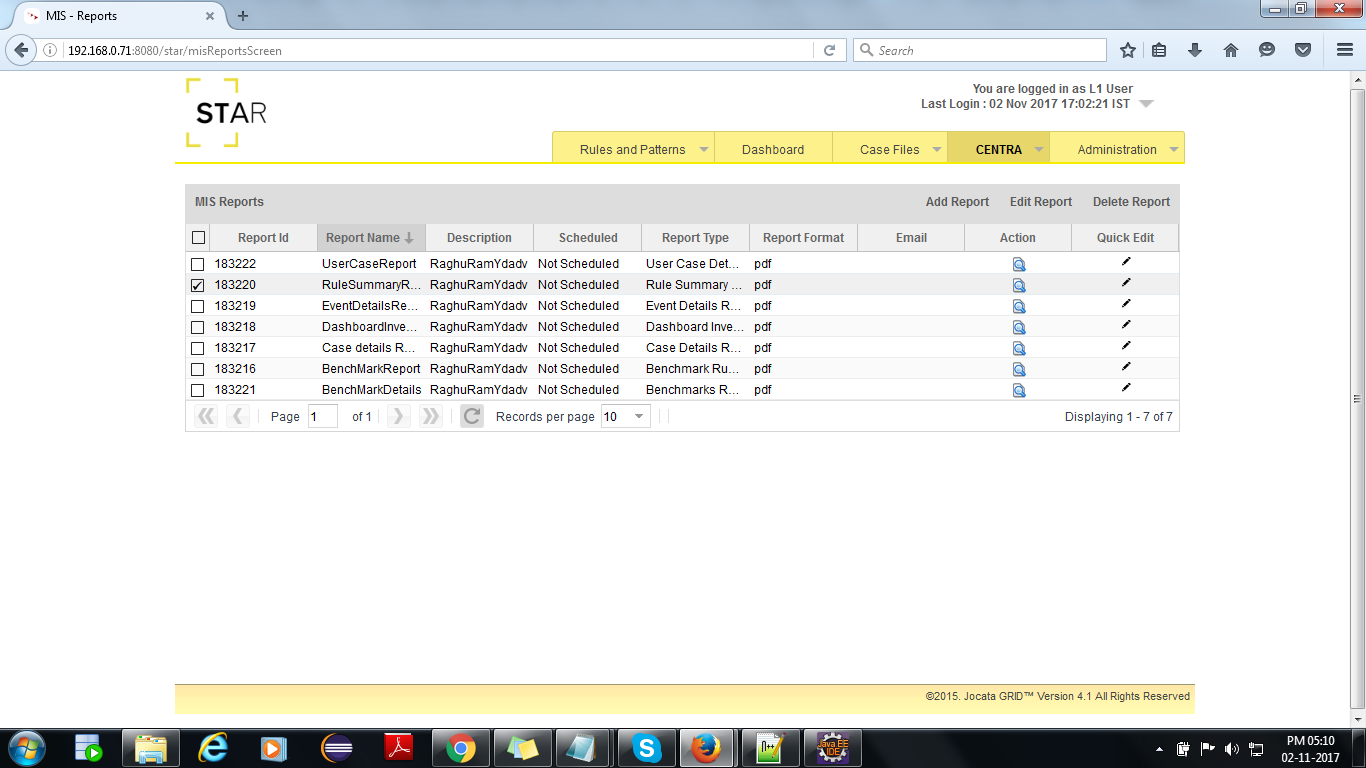 MIS - Reports
192.168.0.71:8080/star/misReportsScreen
Search
STAR
You are logged in as L1 User
Last Login : 02 Nov 2017 17:02:21 IST
Rules and Patterns Dashboard Case Files CENTRA Administration
MIS Reports Add Report Edit Report Delete Report
Report Id Report Name Description Scheduled Report Type Report Format Email Action Quick Edit
183222 UserCaseReport RaghuRamYdadv Not Scheduled User Case Det... pdf
183220 RuleSummaryR... RaghuRamYdadv Not Scheduled Rule Summary ... pdf
183219 EventDetailsRe... RaghuRamYdadv Not Scheduled Event Details R... pdf
183218 DashboardInve... RaghuRamYdadv Not Scheduled Dashboard Inve... pdf
183217 Case details R... RaghuRamYdadv Not Scheduled Case Details R... pdf
183216 BenchMarkReport RaghuRamYdadv Not Scheduled Benchmark Ru... pdf
183221 BenchMarkDetails RaghuRamYdadv Not Scheduled Benchmarks R... pdf
Page 1 of 1 Records per page 10 Displaying 1 - 7 of 7
©2015. Jocata GRID™ Version 4.1 All Rights Reserved
Java EE
IDE
PM 05:10
02-11-2017